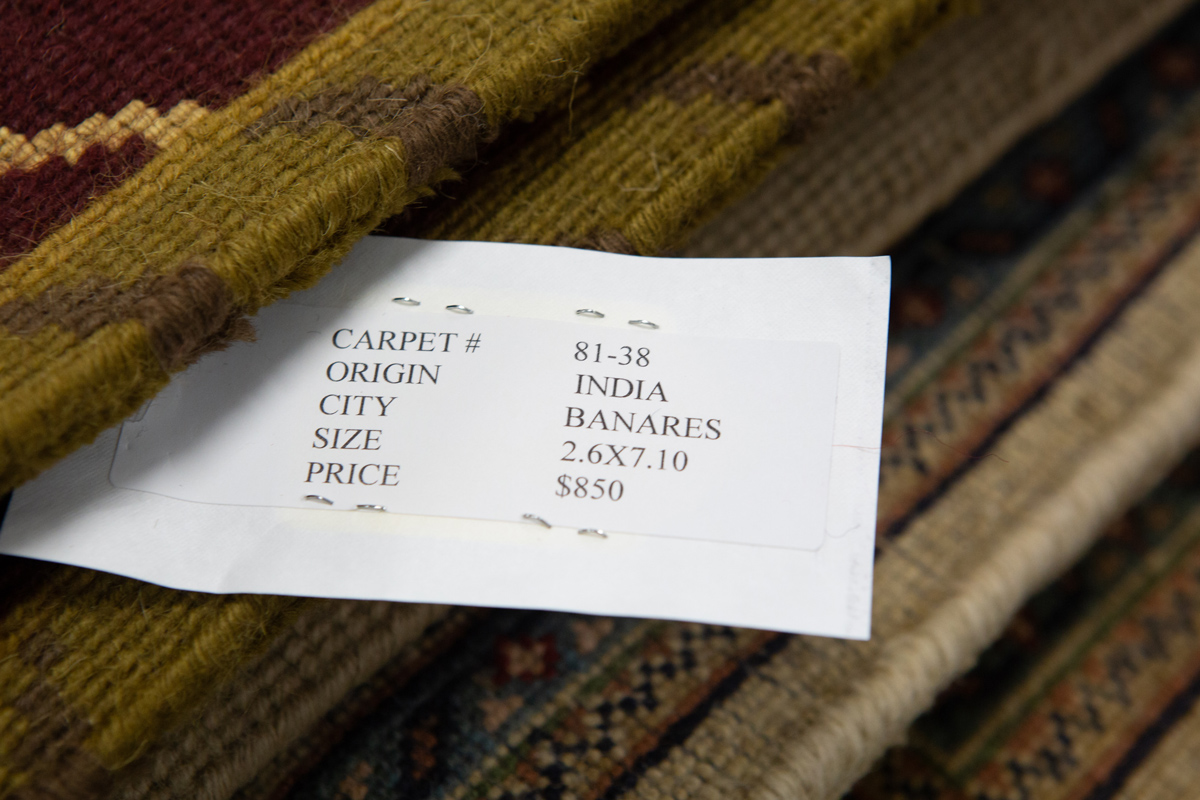 CARPET # 81-38
ORIGIN INDIA
CITY BANARES
SIZE 2.6X7.10
PRICE $850